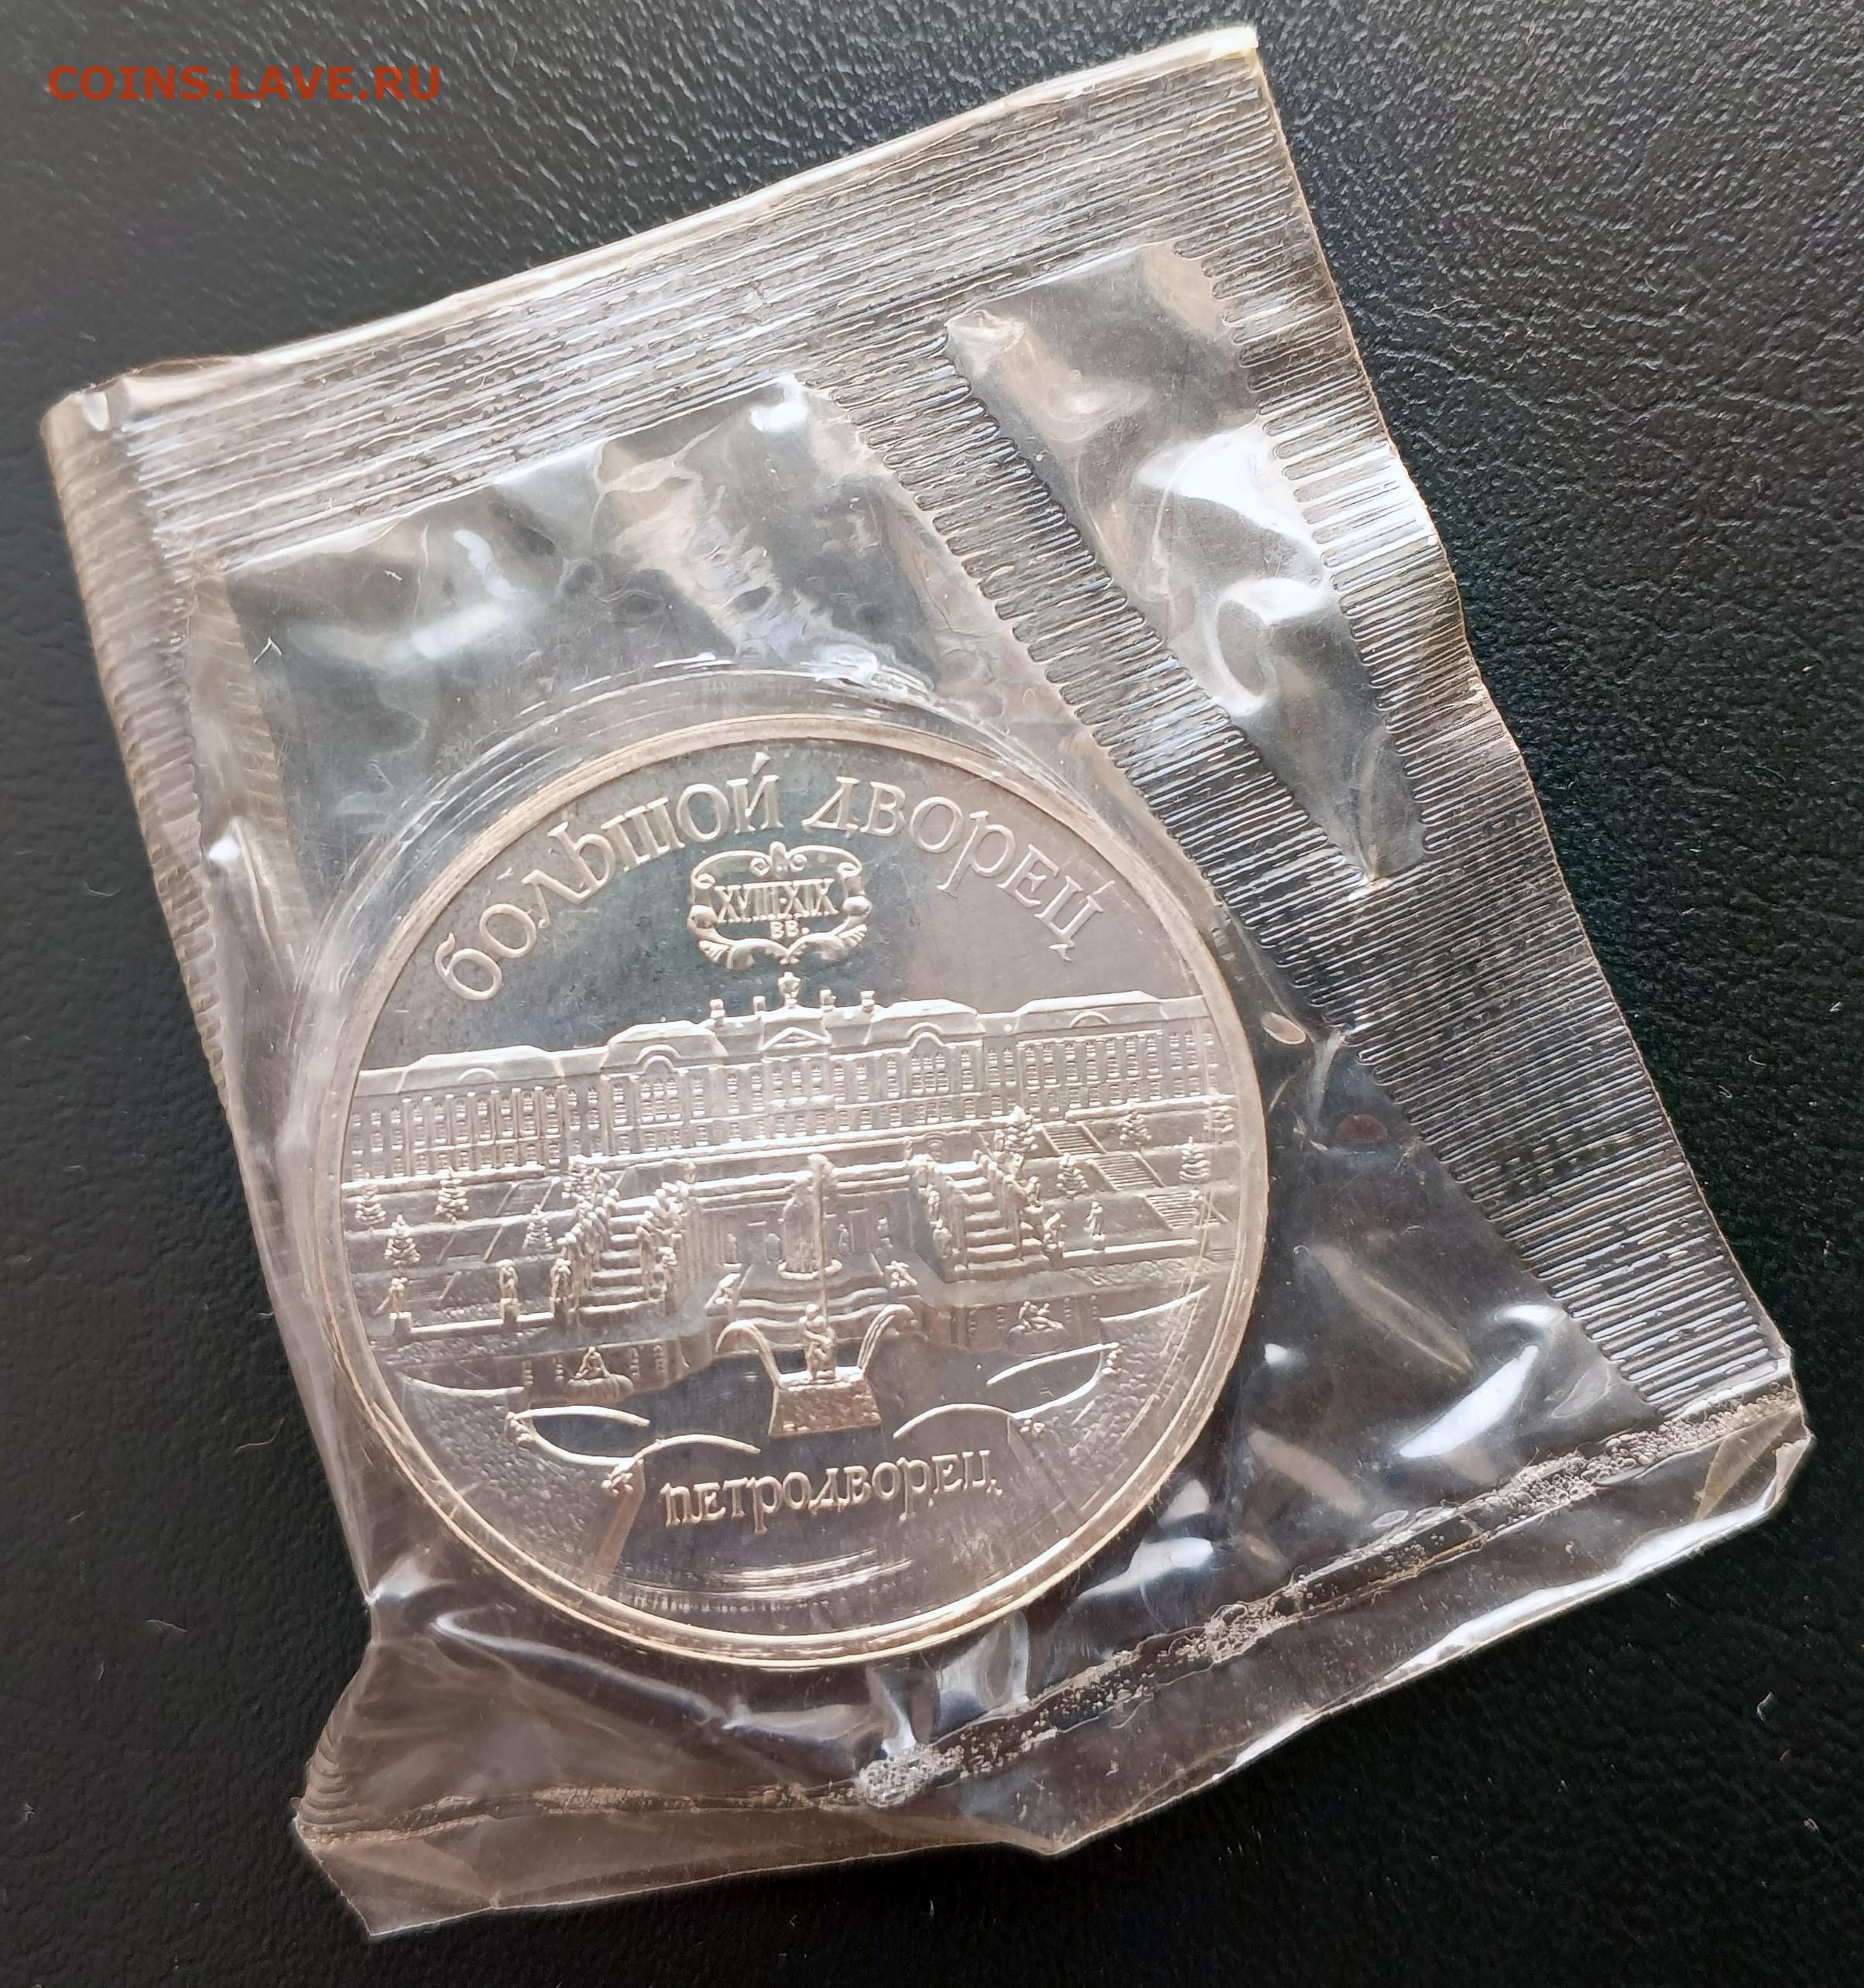 COINS.LAVE.RU
БОЛЬШОЙ ДВОРЕЦ
XVIII-XIX
ВВ.
ПЕТРОДВОРЕЦ